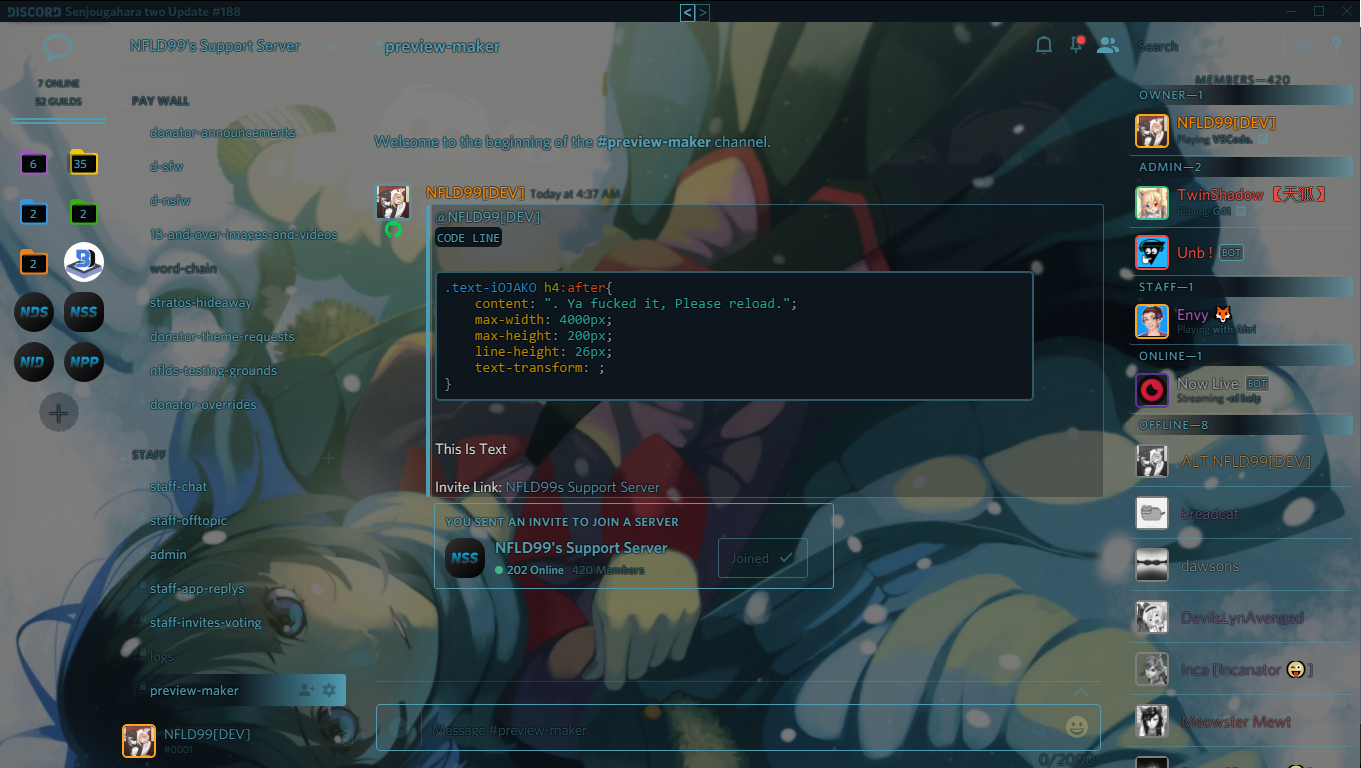 DISCORD Senjougahara two Update #188
< >
7 ONLINE
52 GUILDS
6
35
2
2
2
NDS
NSS
NID
NPP
NFLD99's Support Server
PAY WALL
donator-announcements
d-sfw
d-nsfw
18-and-over-images-and-videos
word-chain
stratos-hideaway
donator-theme-requests
nflds-testing-grounds
donator-overrides
STAFF
staff-chat
staff-offtopic
admin
staff-app-replys
staff-invites-voting
logs
preview-maker
NFLD99[DEV]
#0001
preview-maker
Search
Welcome to the beginning of the #preview-maker channel.
NFLD99[DEV] Today at 4:37 AM
@NFLD99[DEV]
CODE LINE
.text-iOJAKO h4:after{
content: ". Ya fucked it, Please reload.";
max-width: 4000px;
max-height: 200px;
line-height: 26px;
text-transform: ;
}
This Is Text
Invite Link: NFLD99s Support Server
YOU SENT AN INVITE TO JOIN A SERVER
NSS
NFLD99's Support Server
202 Online 420 Members
Joined
Message #preview-maker
0/2000
MEMBERS—420
OWNER—1
NFLD99[DEV]
Playing VSCode.
ADMIN—2
TwinShadow【天狐】
Playing G41
Unb ! BOT
STAFF—1
Envy 🦊
Playing with Ahri
ONLINE—1
Now Live BOT
Streaming -nl help
OFFLINE—8
ALT NFLD99[DEV]
breadcat
dawsons
DevilsLynAvenged
Inca [Incanator 😜]
Meowster Mewt